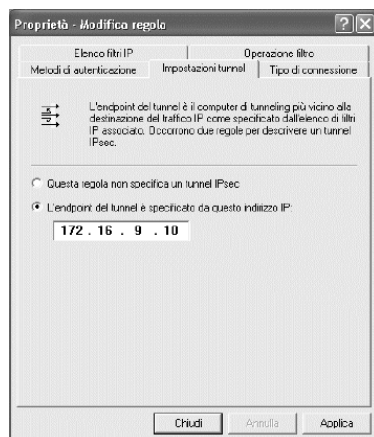 Proprietà - Modifica regola
Elenco filtri IP
Operazione filtro
Metodi di autenticazione
Impostazioni tunnel
Tipo di connessione
L'endpoint del tunnel è il computer di tunneling più vicino alla
destinazione del traffico IP come specificato dall'elenco di filtri
IP associato. Occorrono due regole per descrivere un tunnel
IPsec.
Questa regola non specifica un tunnel IPsec
L'endpoint del tunnel è specificato da questo indirizzo IP:
172 . 16 . 9 . 10
Chiudi
Annulla
Applica